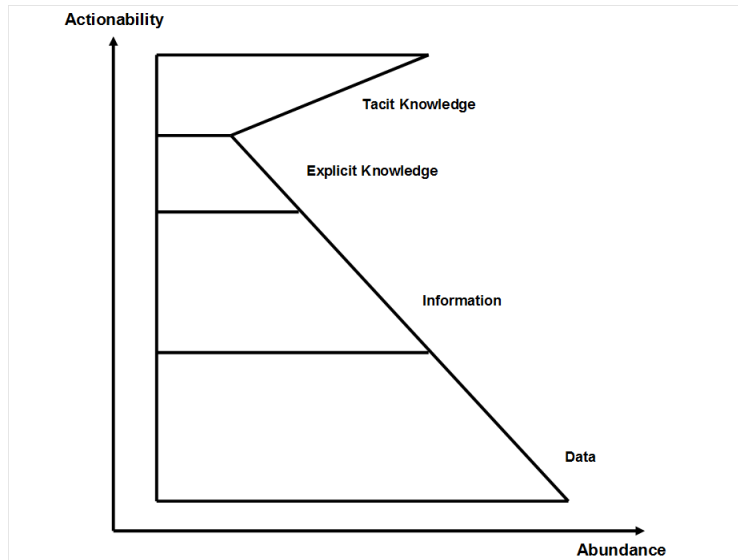 Actionability
Tacit Knowledge
Explicit Knowledge
Information
Data
Abundance